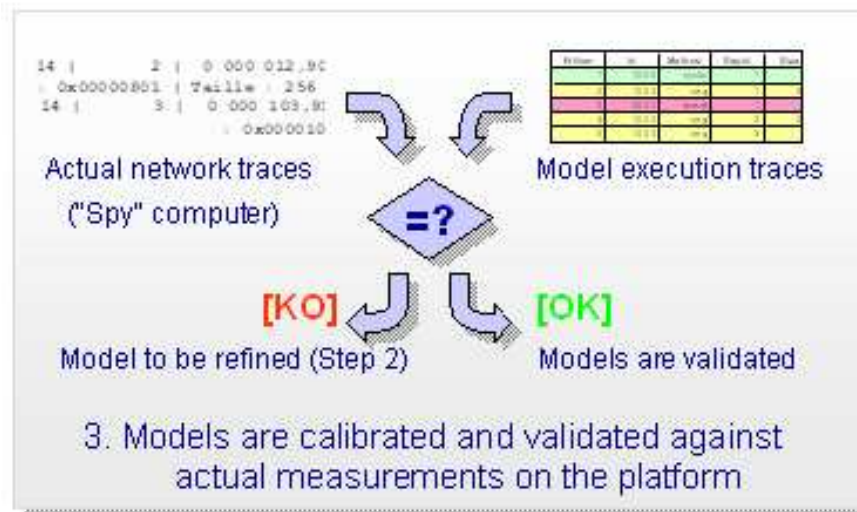 14 | 2 | 0 000 012,90
: 0x00000801 | Taille : 256
14 | 3 | 0 000 103,90
: 0x000010
Actual network traces
("Spy" computer)
Model execution traces
=?
[KO]
[OK]
Model to be refined (Step 2)
Models are validated
3. Models are calibrated and validated against
actual measurements on the platform